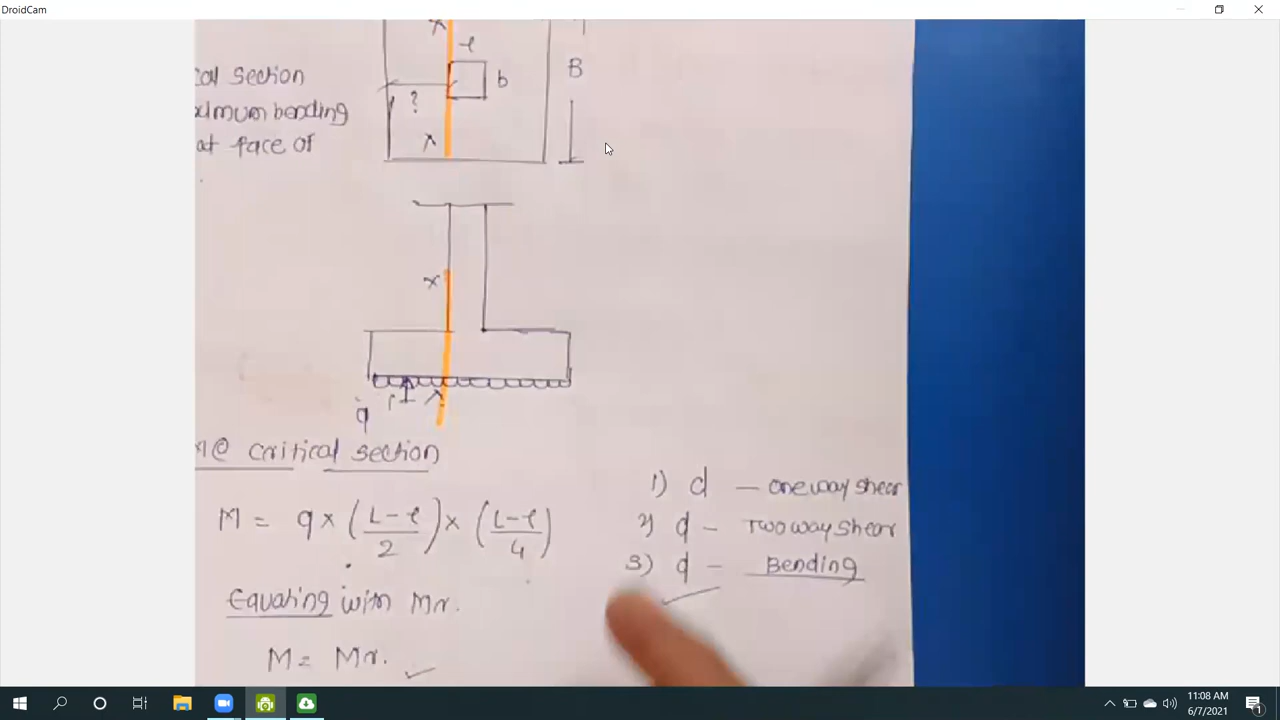 DroidCam
X
l
cal section
B
b
ximum bending
?
at face of
X
X
X
q
M@ critical section
M = q x (L-l/2) x (L-l/4)
1) d — one way shear
2) d - Two way shear
3) d - Bending
Equating with Mr.
M = Mr.
11:08 AM
6/7/2021
1